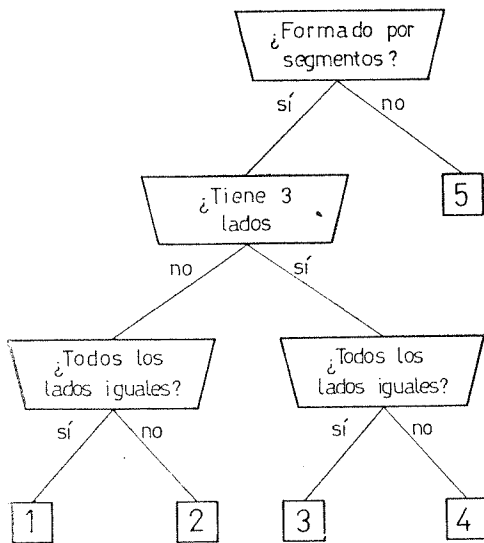 ¿Formado por
segmentos?
sí
no
5
¿Tiene 3
lados
no
sí
¿Todos los
lados iguales?
¿Todos los
lados iguales?
sí
no
sí
no
1
2
3
4